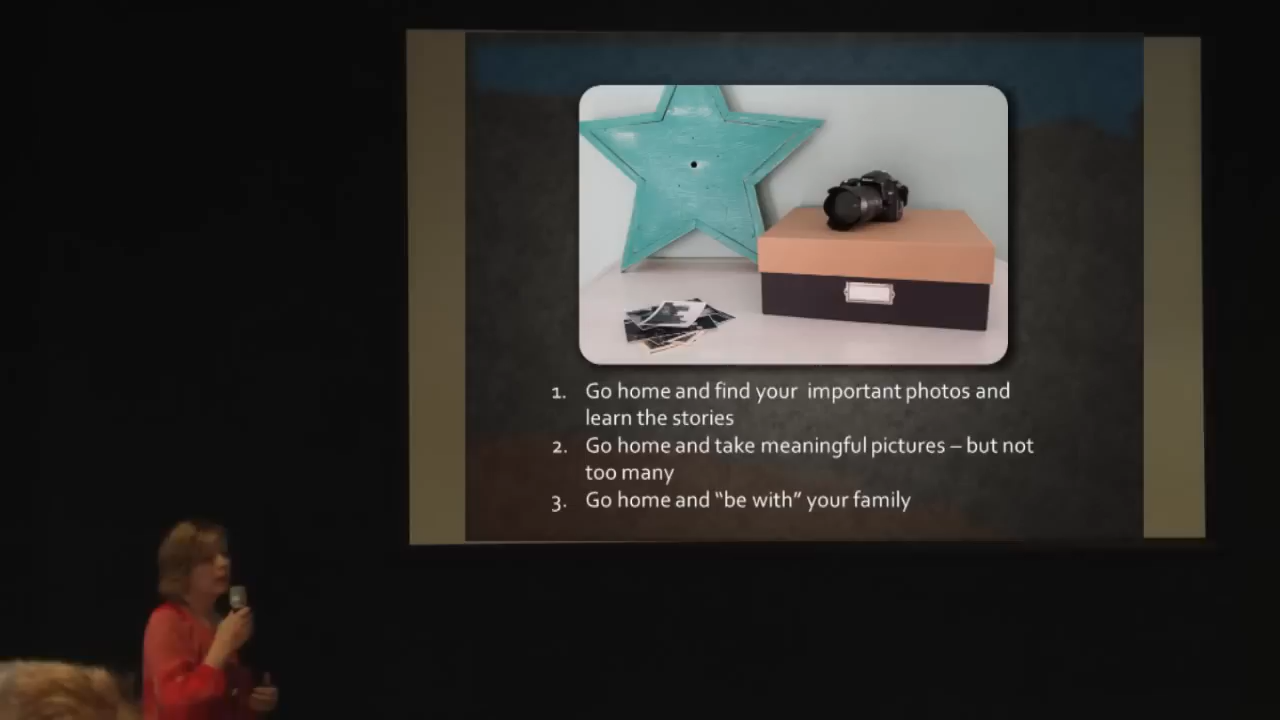 1. Go home and find your important photos and
learn the stories
2. Go home and take meaningful pictures – but not
too many
3. Go home and “be with” your family